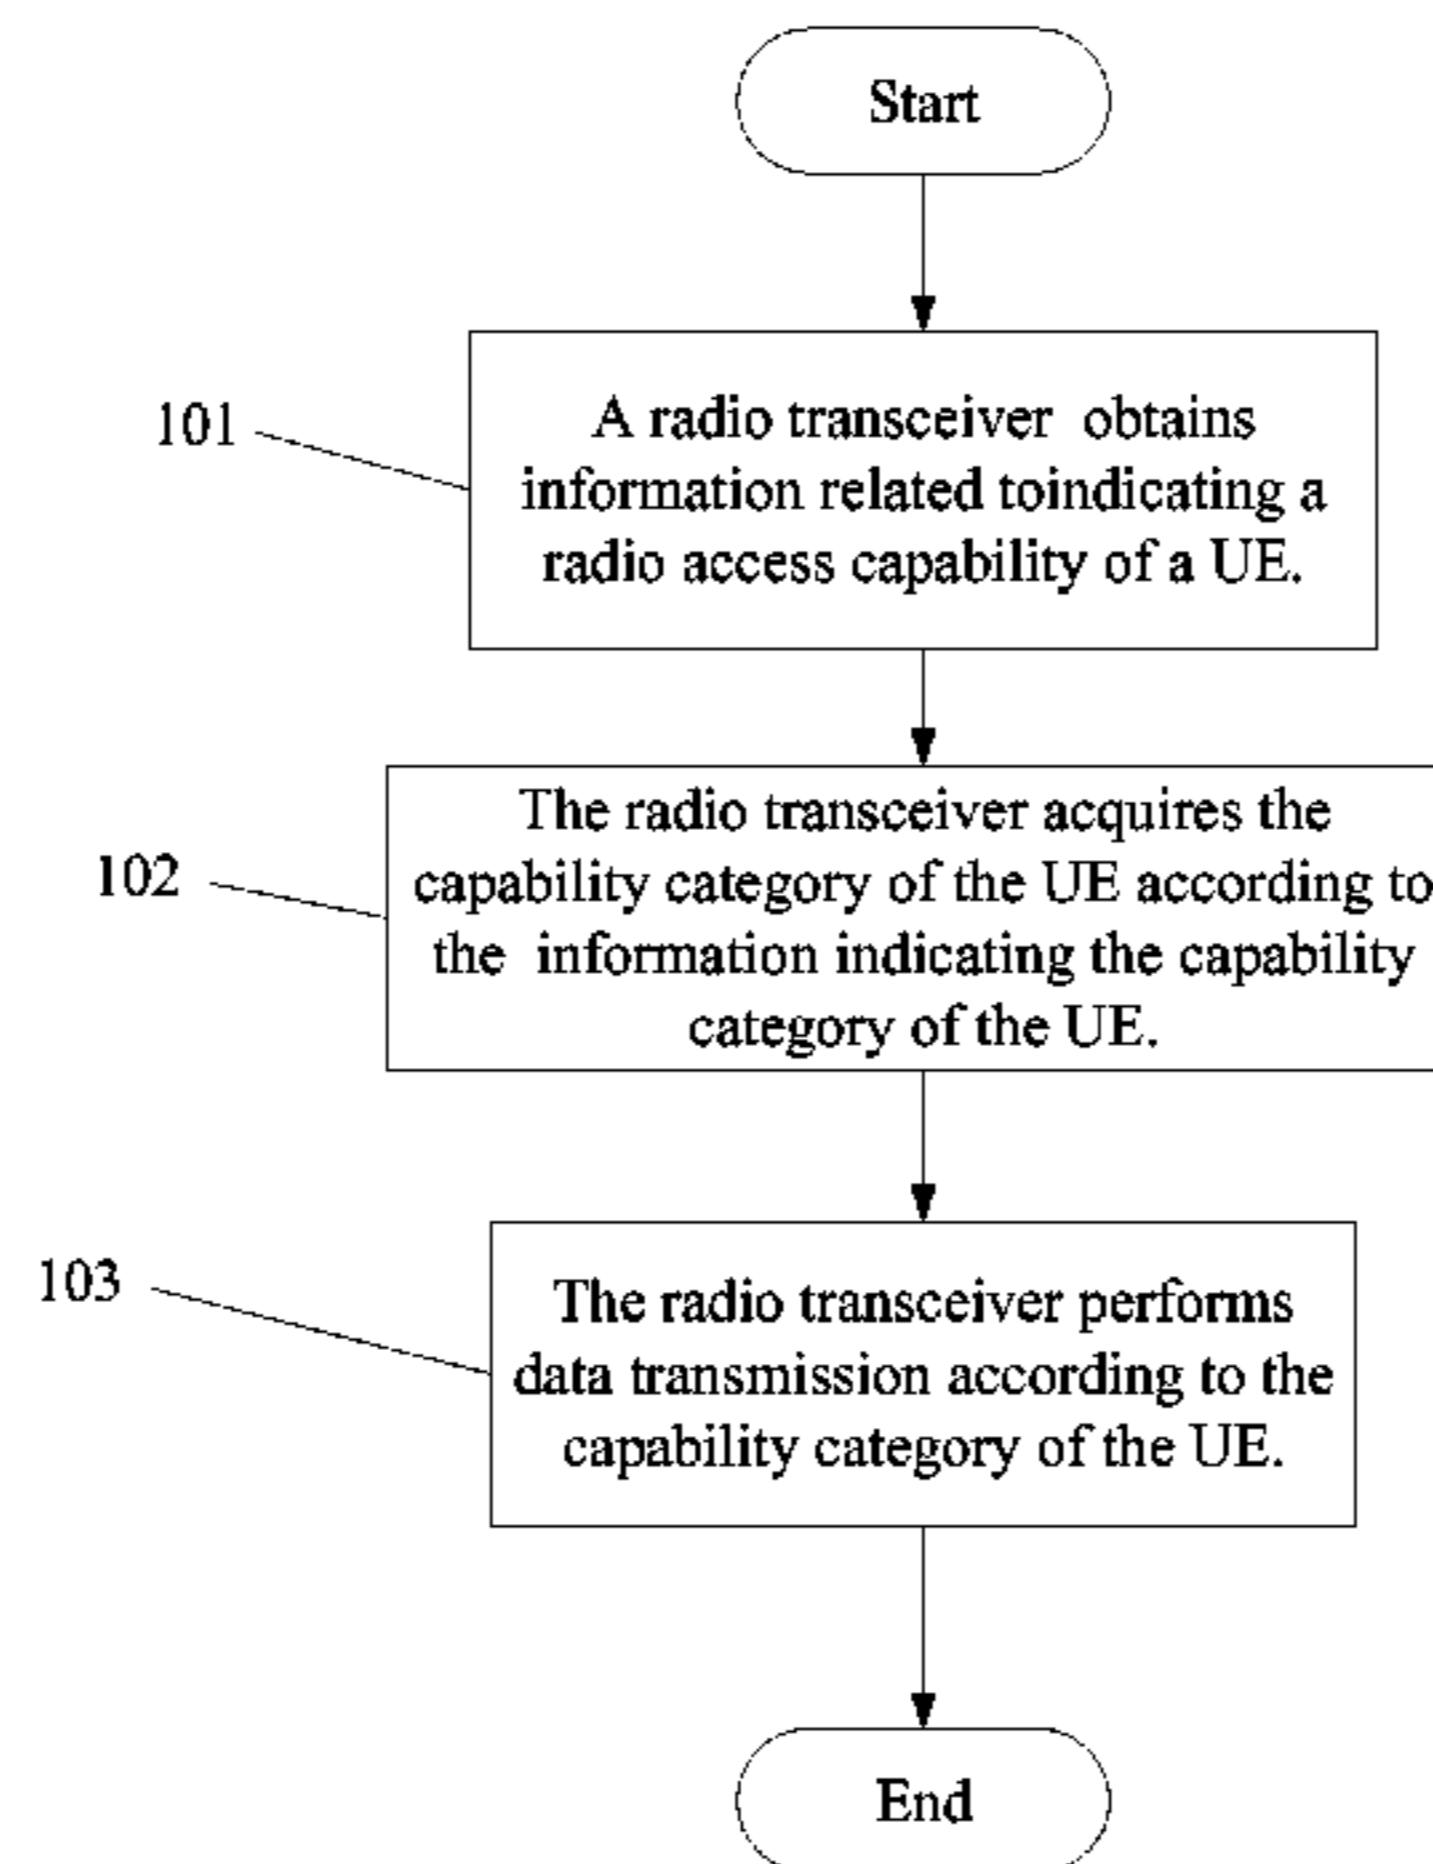 Start
101
A radio transceiver obtains
information related toindicating a
radio access capability of a UE.
102
The radio transceiver acquires the
capability category of the UE according to
the information indicating the capability
category of the UE.
103
The radio transceiver performs
data transmission according to the
capability category of the UE.
End